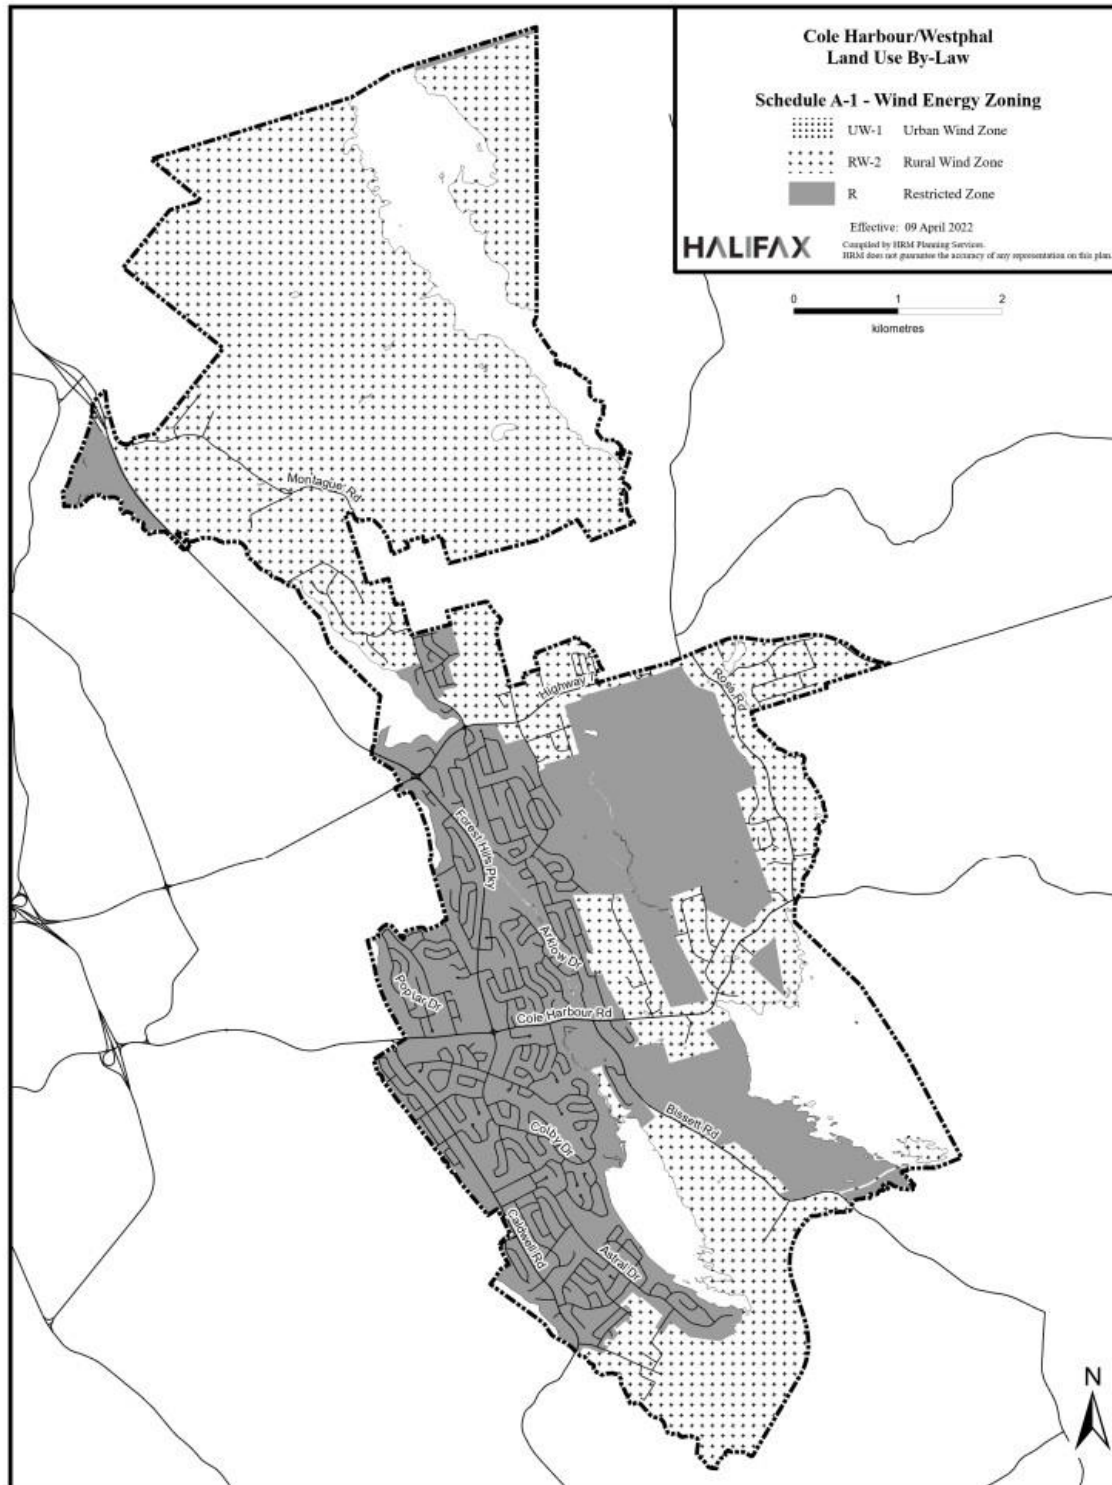 Cole Harbour/Westphal
Land Use By-Law
Schedule A-1 - Wind Energy Zoning
UW-1 Urban Wind Zone
RW-2 Rural Wind Zone
R Restricted Zone
Effective: 09 April 2022
HALIFAX
Compiled by HRM Planning Services.
HRM does not guarantee the accuracy of any representation on this plan.
0 1 2
kilometres
Montague Rd
Highway 7
Ross Rd
Forest Hills Pky
Arklow Dr
Poplar Dr
Cole Harbour Rd
Bissett Rd
Colby Dr
Caldwell Rd
Astral Dr
N